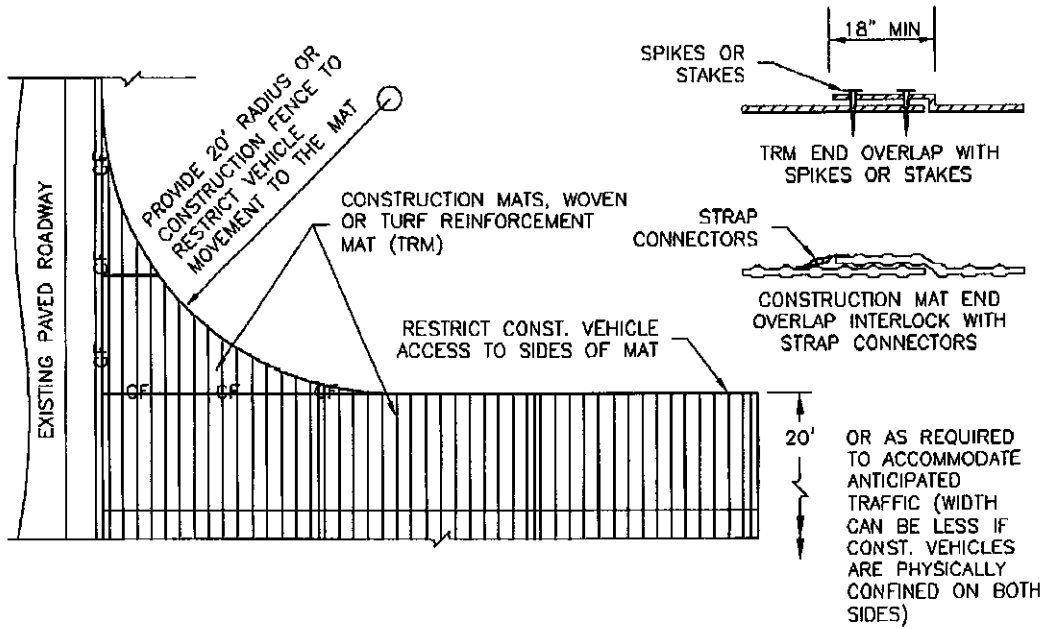 PROVIDE 20' RADIUS OR
CONSTRUCTION FENCE TO
RESTRICT VEHICLE
MOVEMENT TO THE MAT
EXISTING PAVED ROADWAY
CF
CF
CF
CF
CF
CF
CONSTRUCTION MATS, WOVEN
OR TURF REINFORCEMENT
MAT (TRM)
RESTRICT CONST. VEHICLE
ACCESS TO SIDES OF MAT
18" MIN
SPIKES OR
STAKES
TRM END OVERLAP WITH
SPIKES OR STAKES
STRAP
CONNECTORS
CONSTRUCTION MAT END
OVERLAP INTERLOCK WITH
STRAP CONNECTORS
20'
OR AS REQUIRED
TO ACCOMMODATE
ANTICIPATED
TRAFFIC (WIDTH
CAN BE LESS IF
CONST. VEHICLES
ARE PHYSICALLY
CONFINED ON BOTH
SIDES)